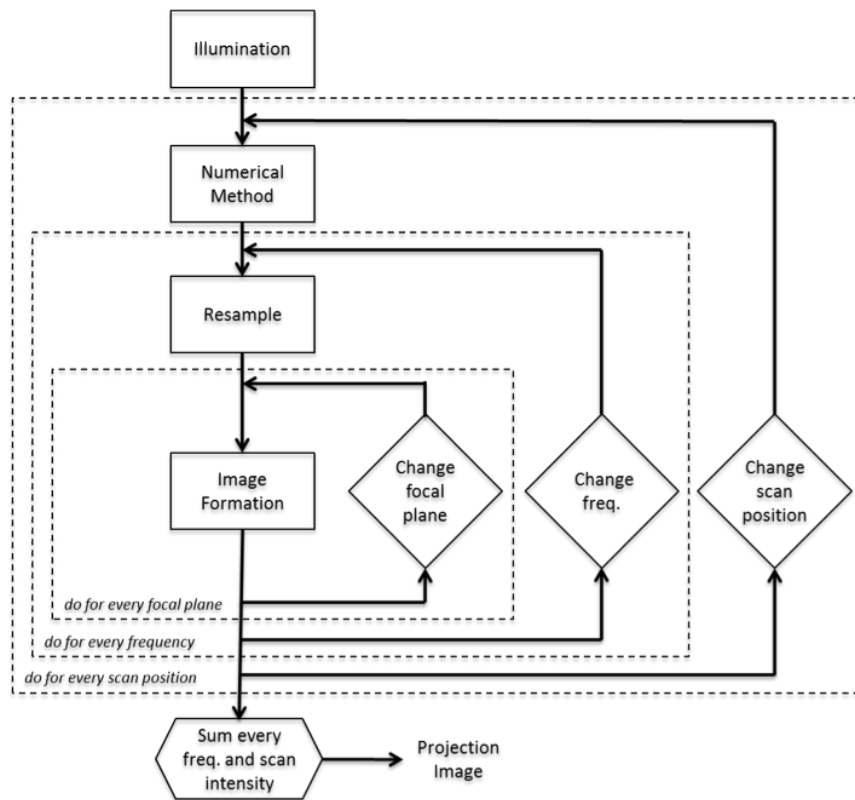 Illumination
Numerical
Method
Resample
Image
Formation
Change
focal
plane
Change
freq.
Change
scan
position
do for every focal plane
do for every frequency
do for every scan position
Sum every
freq. and scan
intensity
Projection
Image